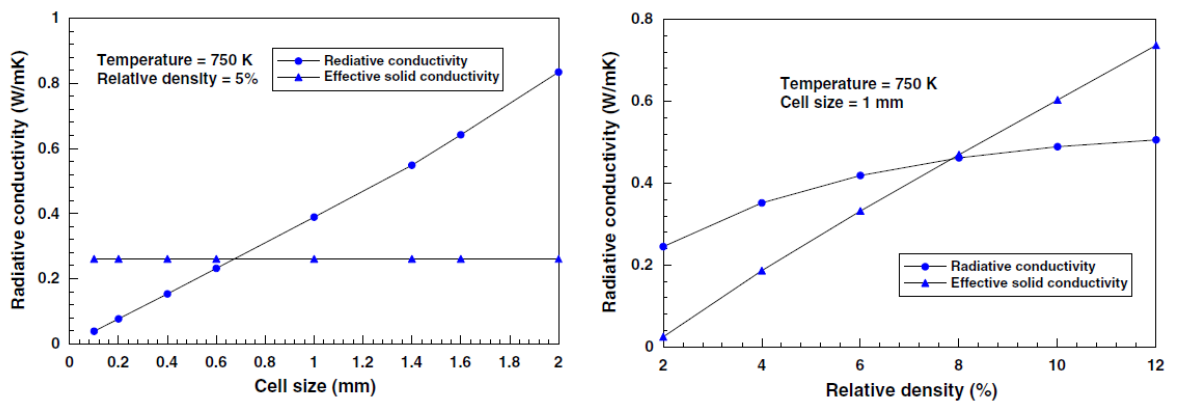 Radiative conductivity (W/mK)
1
0.8
0.6
0.4
0.2
0
Temperature = 750 K
Relative density = 5%
Rediative conductivity
Effective solid conductivity
0 0.2 0.4 0.6 0.8 1 1.2 1.4 1.6 1.8 2
Cell size (mm)
Radiative conductivity (W/mK)
0.8
0.6
0.4
0.2
0
Temperature = 750 K
Cell size = 1 mm
Radiative conductivity
Effective solid conductivity
2 4 6 8 10 12
Relative density (%)